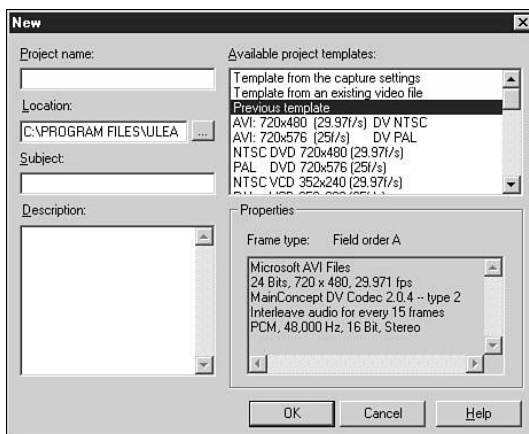 New
Project name:
Location:
C:\PROGRAM FILES\ULEA
...
Subject:
Description:
Available project templates:
Template from the capture settings
Template from an existing video file
Previous template
AVI: 720x480 (29.97f/s) DV NTSC
AVI: 720x576 (25f/s) DV PAL
NTSC DVD 720x480 (29.97f/s)
PAL DVD 720x576 (25f/s)
NTSC VCD 352x240 (29.97f/s)
Properties
Frame type: Field order A
Microsoft AVI Files
24 Bits, 720 x 480, 29.971 fps
MainConcept DV Codec 2.0.4 -- type 2
Interleave audio for every 15 frames
PCM, 48,000 Hz, 16 Bit, Stereo
OK
Cancel
Help